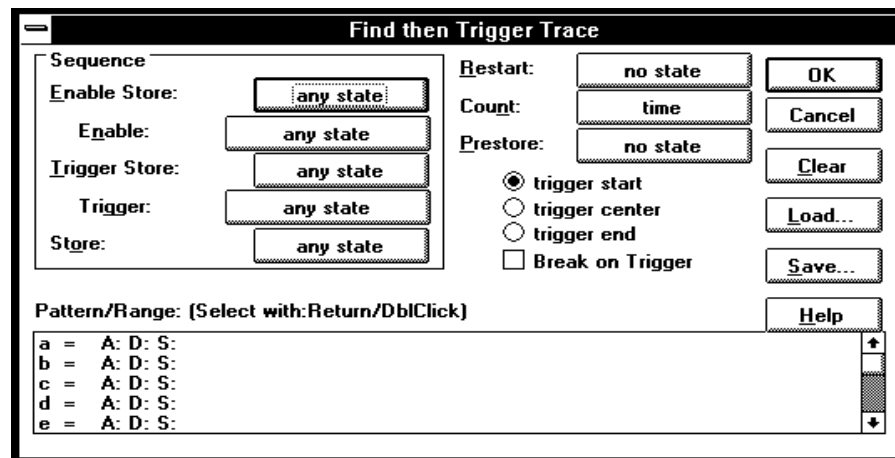 Find then Trigger Trace
Sequence
Enable Store: any state
Enable: any state
Trigger Store: any state
Trigger: any state
Store: any state
Restart: no state
Count: time
Prestore: no state
trigger start
trigger center
trigger end
Break on Trigger
OK
Cancel
Clear
Load...
Save...
Help
Pattern/Range: (Select with:Return/DblClick)
a = A: D: S:
b = A: D: S:
c = A: D: S:
d = A: D: S:
e = A: D: S: